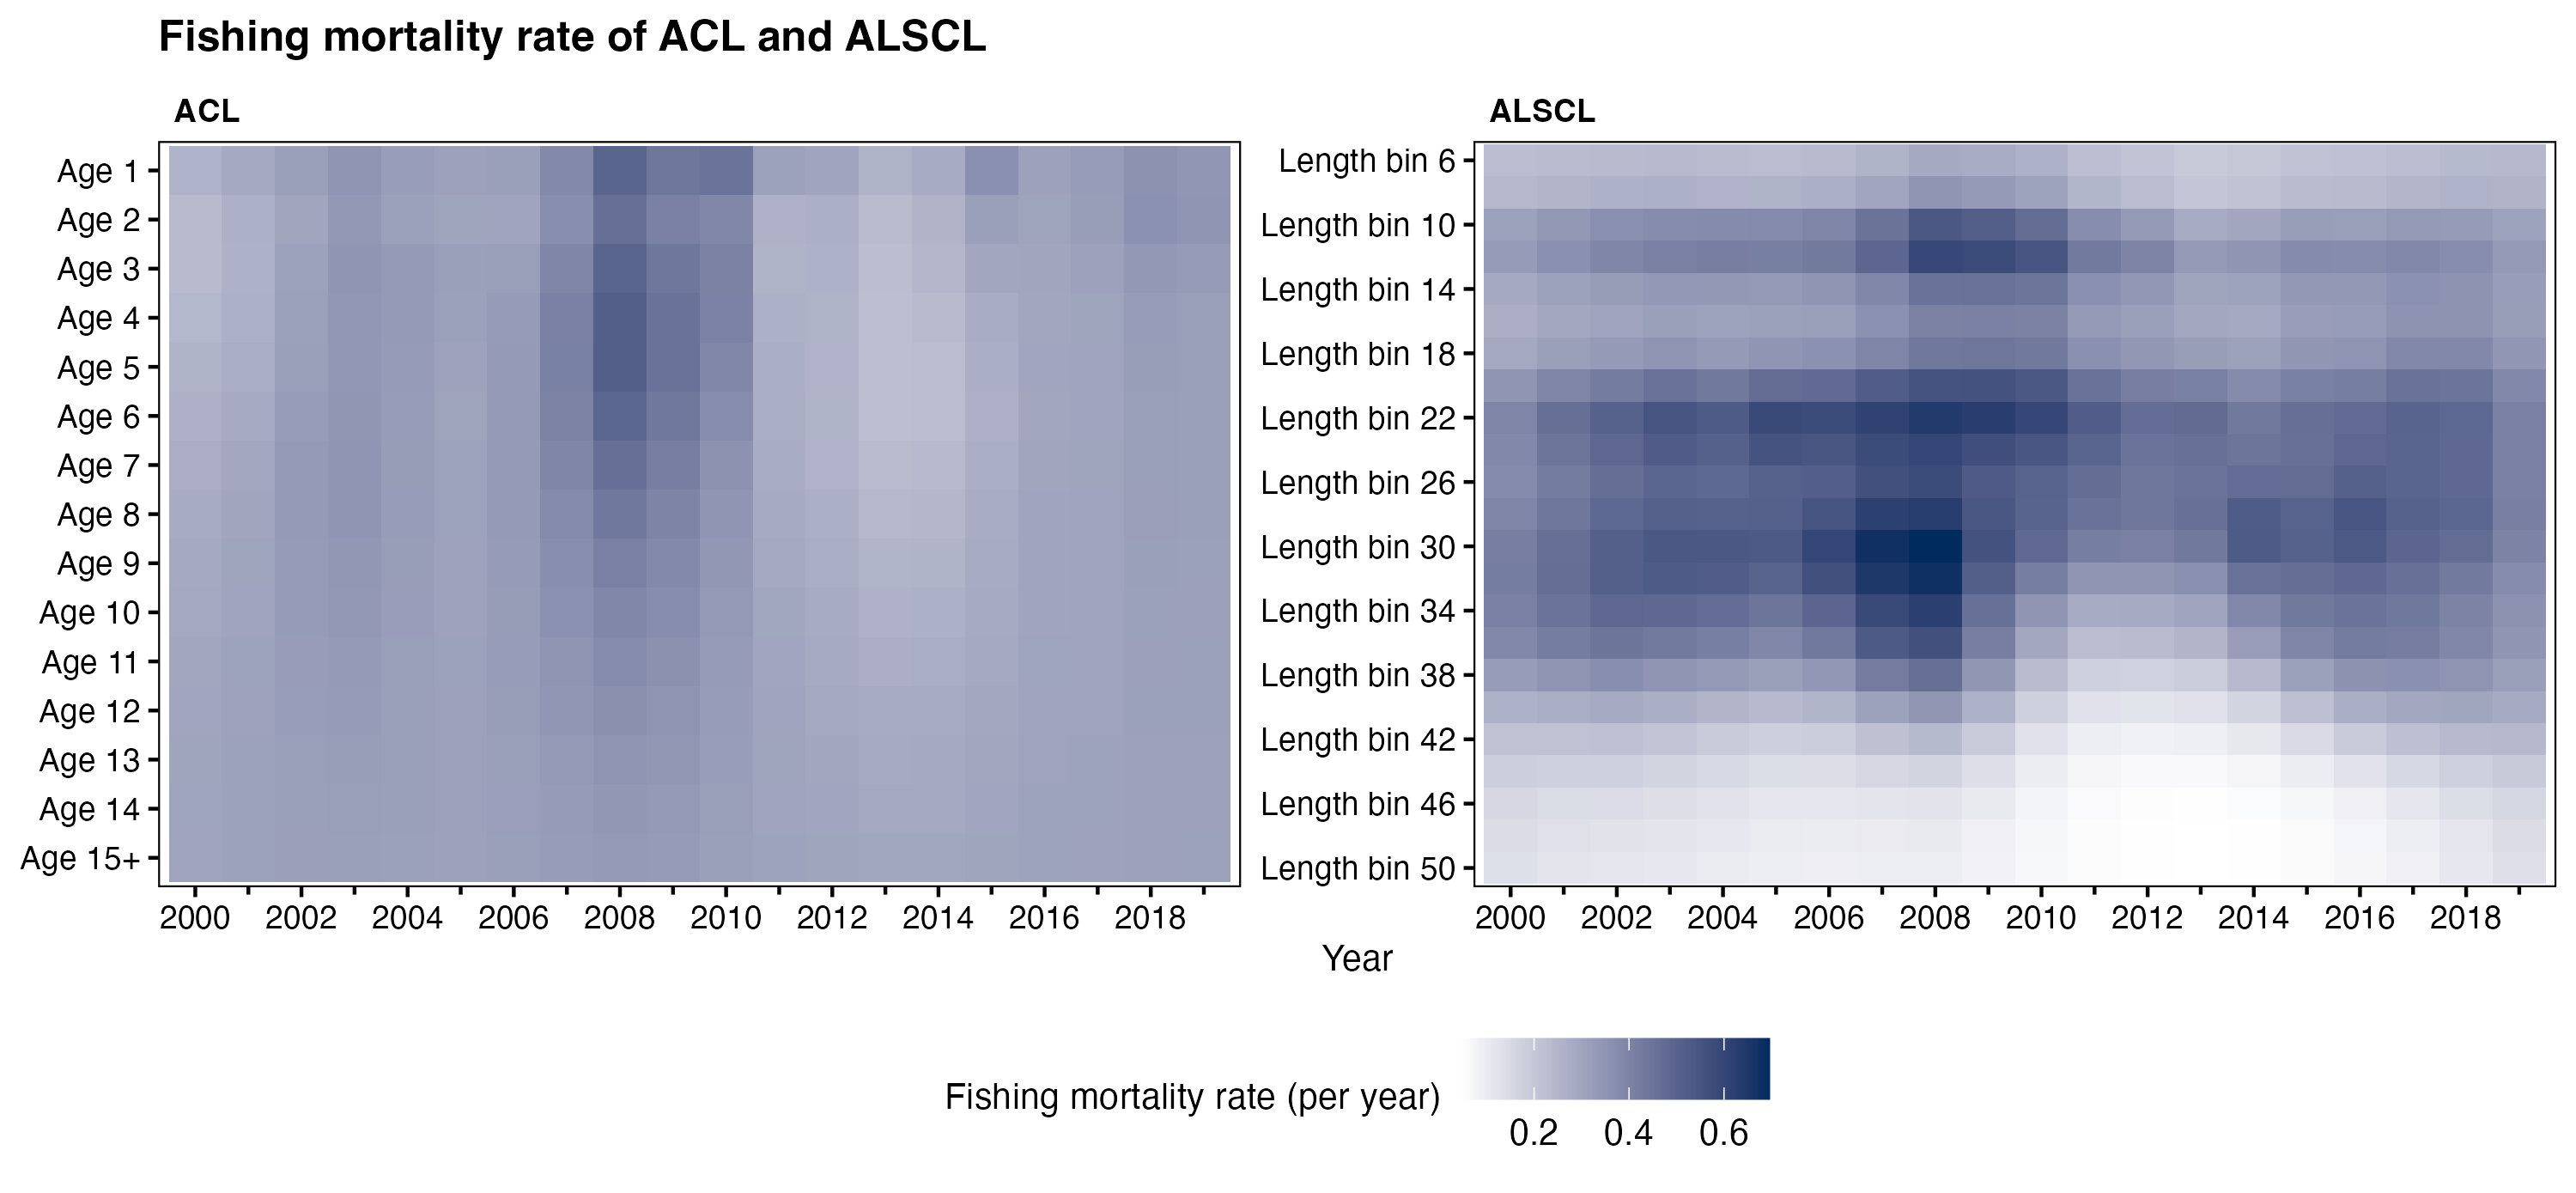 Fishing mortality rate of ACL and ALSCL
ACL
Age 1
Age 2
Age 3
Age 4
Age 5
Age 6
Age 7
Age 8
Age 9
Age 10
Age 11
Age 12
Age 13
Age 14
Age 15+
2000 2002 2004 2006 2008 2010 2012 2014 2016 2018
ALSCL
Length bin 6
Length bin 10
Length bin 14
Length bin 18
Length bin 22
Length bin 26
Length bin 30
Length bin 34
Length bin 38
Length bin 42
Length bin 46
Length bin 50
2000 2002 2004 2006 2008 2010 2012 2014 2016 2018
Year
Fishing mortality rate (per year)
0.2 0.4 0.6